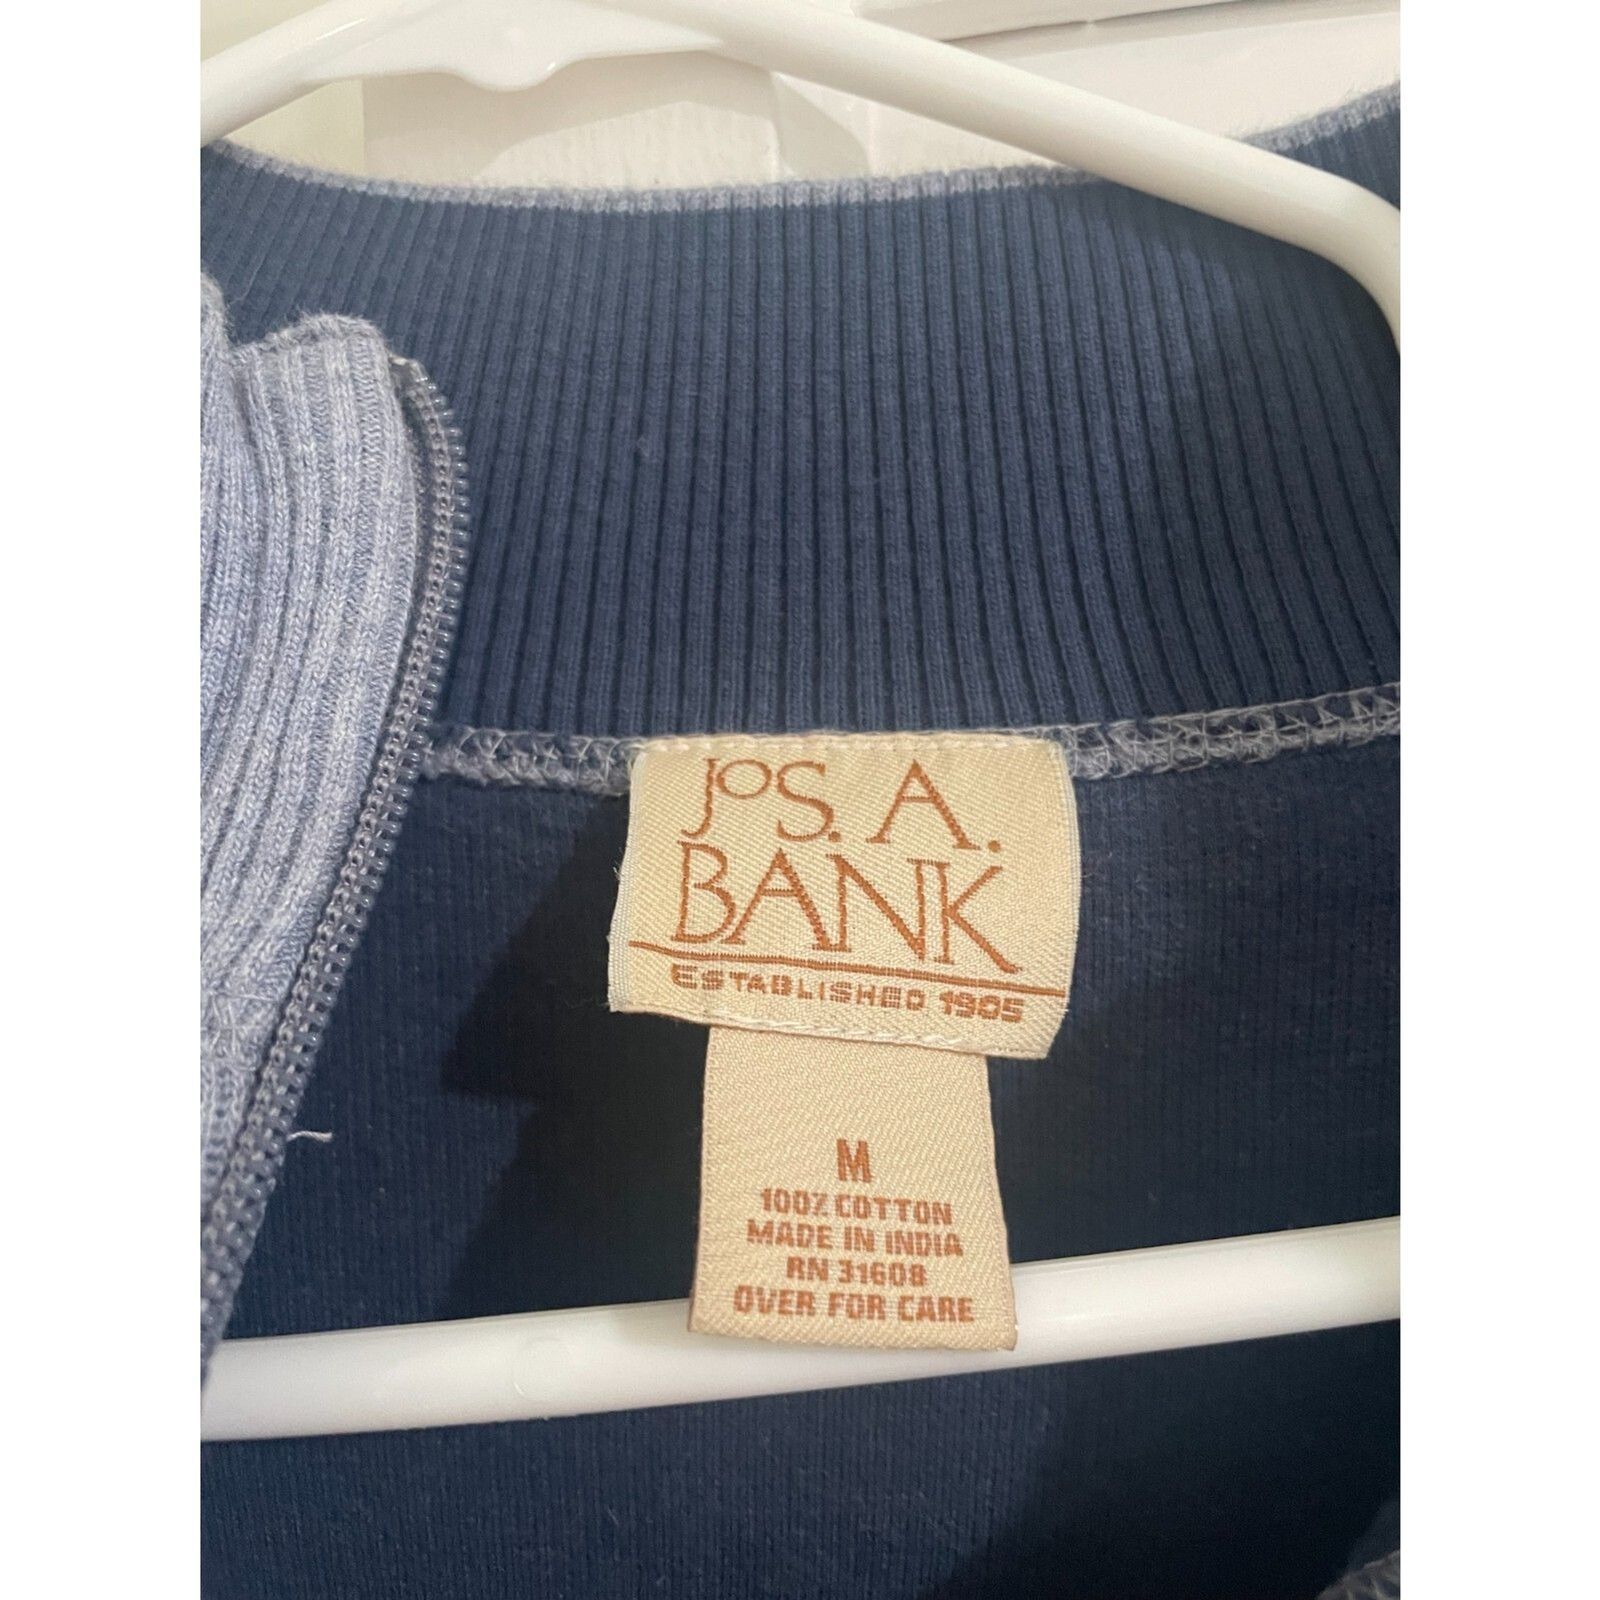 JOS. A.
BANK
ESTABLISHED 1905
M
100% COTTON
MADE IN INDIA
RN 31608
OVER FOR CARE